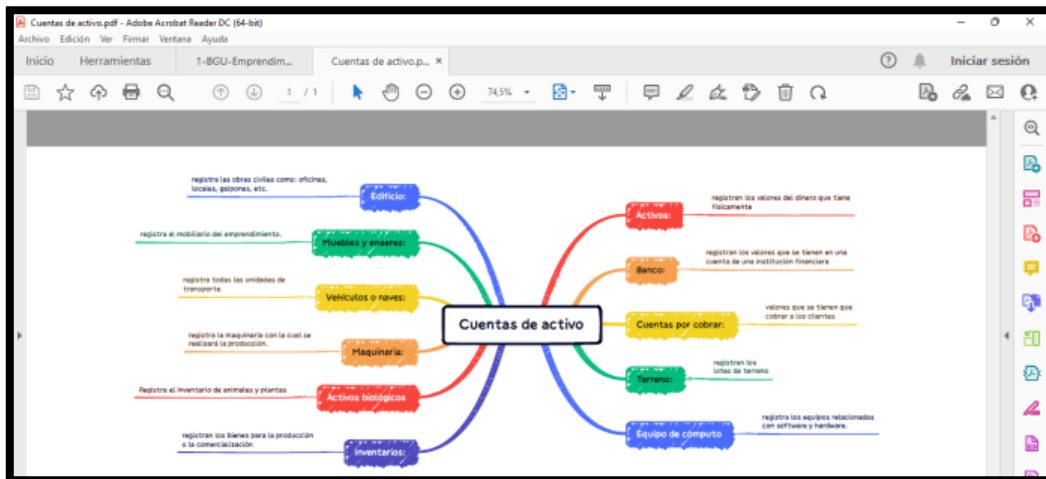 Cuentas de activo.pdf - Adobe Acrobat Reader DC (64-bit)
Archivo Edición Ver Firmar Ventana Ayuda
Inicio Herramientas 1-BGU-Emprendim... Cuentas de activo.p... × Iniciar sesión
1 / 1 74,5%
registra las obras civiles como: oficinas,
locales, galpones, etc.
Edificio:
registra el mobiliario del emprendimiento.
Muebles y enseres:
registra todas las unidades de
transporte
Vehículos o naves:
registra la maquinaria con la cual se
realizará la producción.
Maquinaria:
Registra el inventario de animales y plantas
Activos biológicos
registran los bienes para la producción
o la comercialización
Inventarios:
Cuentas de activo
Activos:
registran los valores del dinero que tiene
físicamente
Banco:
registran los valores que se tienen en una
cuenta de una institución financiera
Cuentas por cobrar:
valores que se tienen que
cobrar a los clientes
Terreno:
registran los
lotes de terreno
Equipo de cómputo
registra los equipos relacionados
con software y hardware.